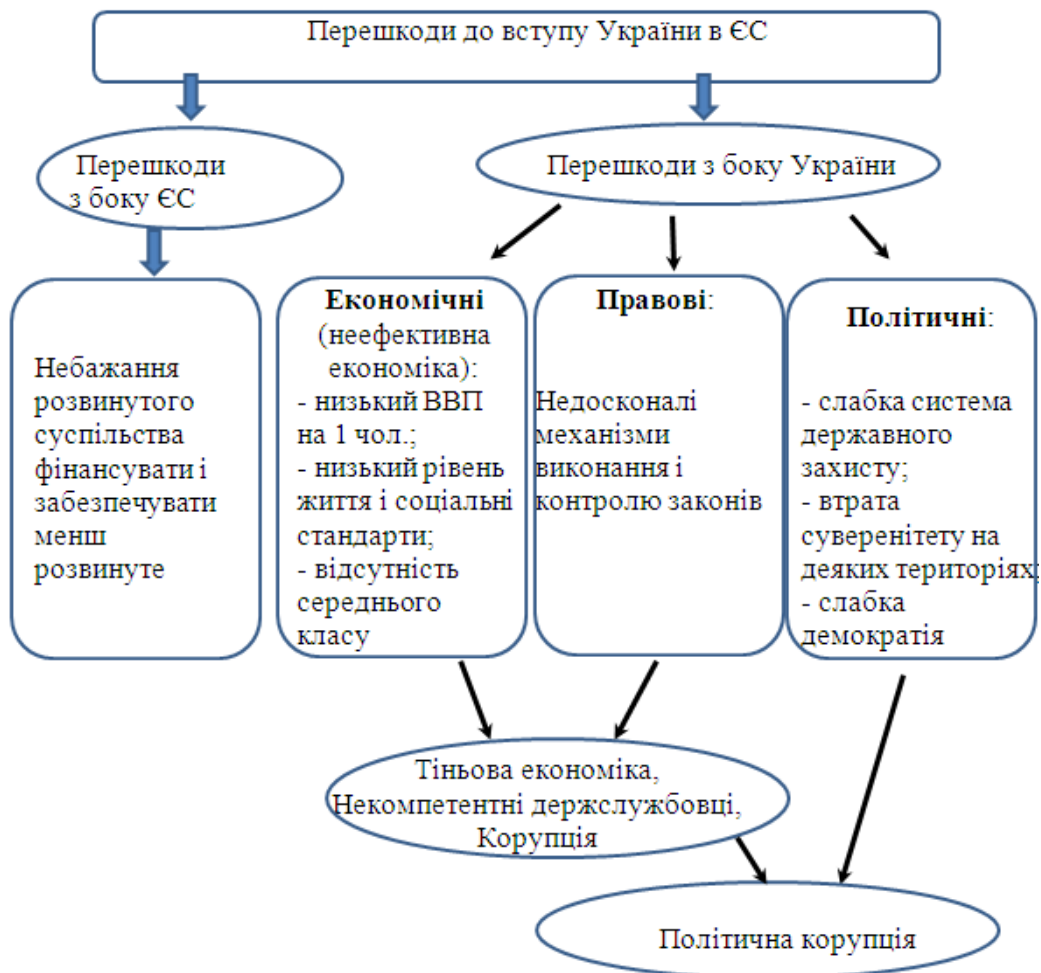 Перешкоди до вступу України в ЄС
Перешкоди
з боку ЄС
Перешкоди з боку України
Небажання
розвинутого
суспільства
фінансувати і
забезпечувати
менш
розвинуте
Економічні
(неефективна
економіка):
- низький ВВП
на 1 чол.;
- низький рівень
життя і соціальні
стандарти;
- відсутність
середнього
класу
Правові:
Недосконалі
механізми
виконання і
контролю законів
Політичні:
- слабка система
державного
захисту;
- втрата
суверенітету на
деяких територіях;
- слабка
демократія
Тіньова економіка,
Некомпетентні держслужбовці,
Корупція
Політична корупція